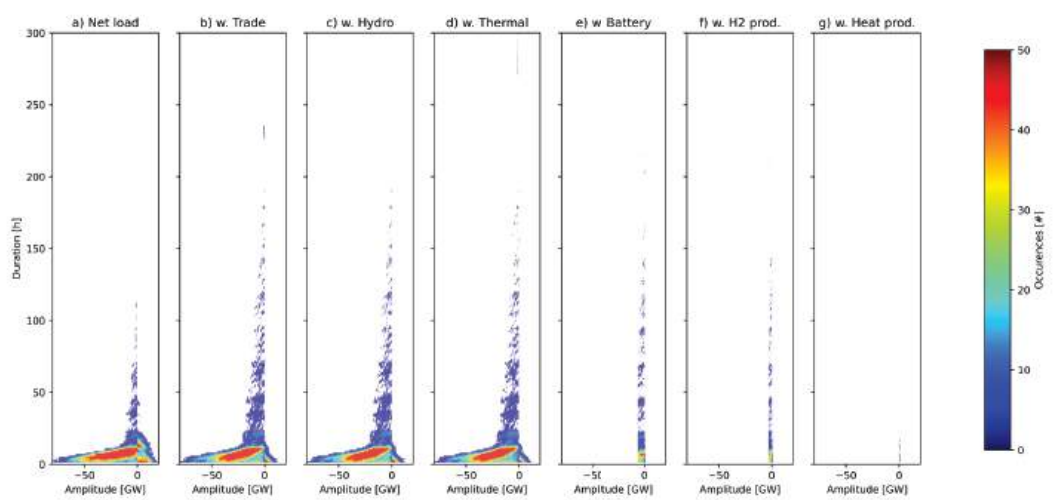 a) Net load
b) w. Trade
c) w. Hydro
d) w. Thermal
e) w Battery
f) w. H2 prod.
g) w. Heat prod.
300
250
200
150
100
50
0
Duration [h]
−50 0
−50 0
−50 0
−50 0
−5( 0
−50 0
−50 0
Amplitude [GW]
Amplitude [GW]
Amplitude [GW]
Amplitude [GW]
Amplitude [GW]
Amplitude [GW]
Amplitude [GW]
50
40
30
20
10
0
Occurences [#]